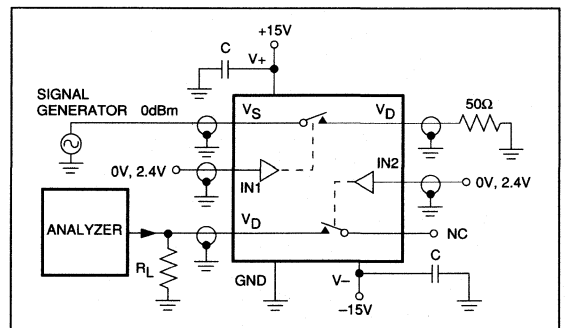 +15V
C
V+
SIGNAL
GENERATOR 0dBm
VS
VD
50Ω
0V, 2.4V
IN1
IN2
0V, 2.4V
ANALYZER
VD
NC
RL
GND
V–
C
–15V